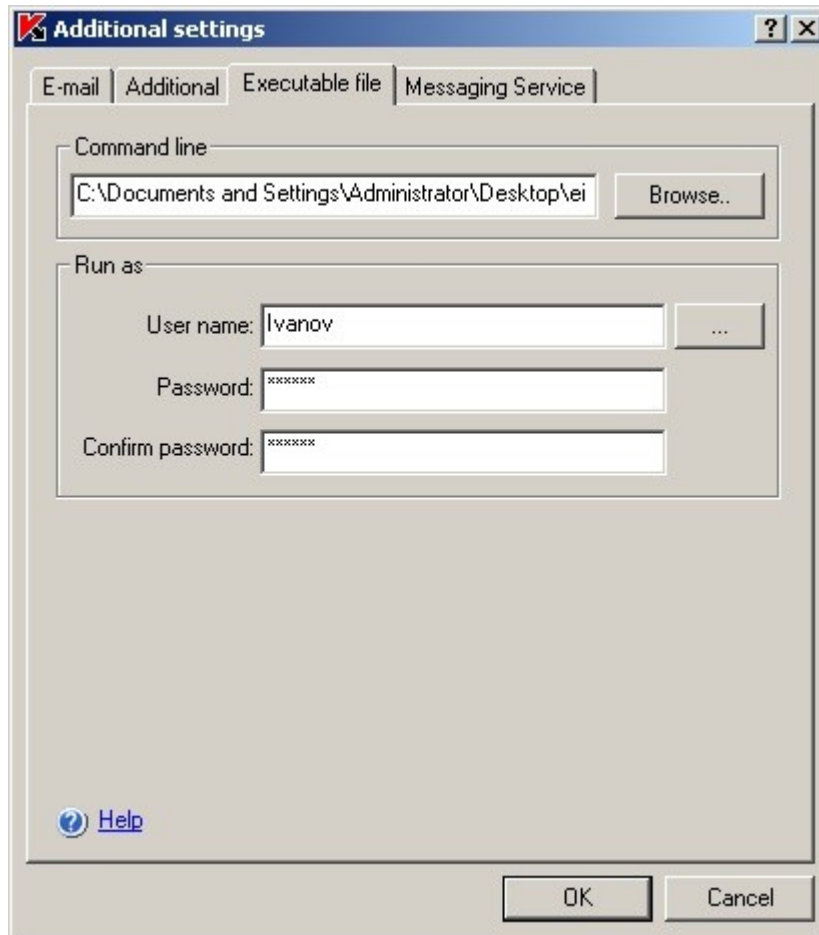 Additional settings
E-mail Additional Executable file Messaging Service
Command line
C:\Documents and Settings\Administrator\Desktop\ei Browse..
Run as
User name: Ivanov ...
Password: ******
Confirm password: ******
Help
OK Cancel